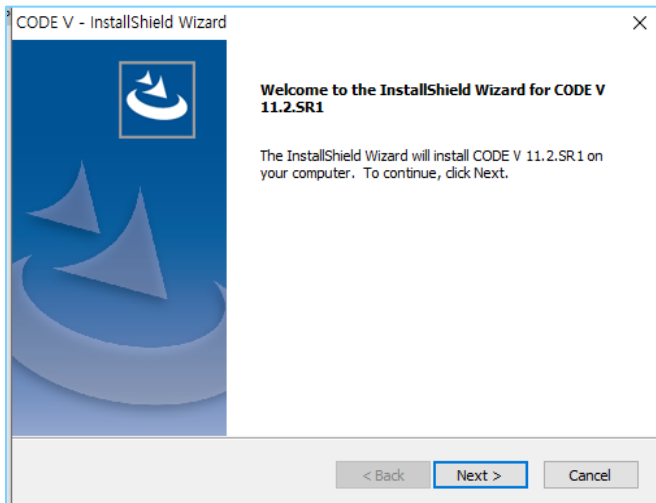 CODE V - InstallShield Wizard
Welcome to the InstallShield Wizard for CODE V
11.2.SR1
The InstallShield Wizard will install CODE V 11.2.SR1 on
your computer.  To continue, click Next.
< Back
Next >
Cancel